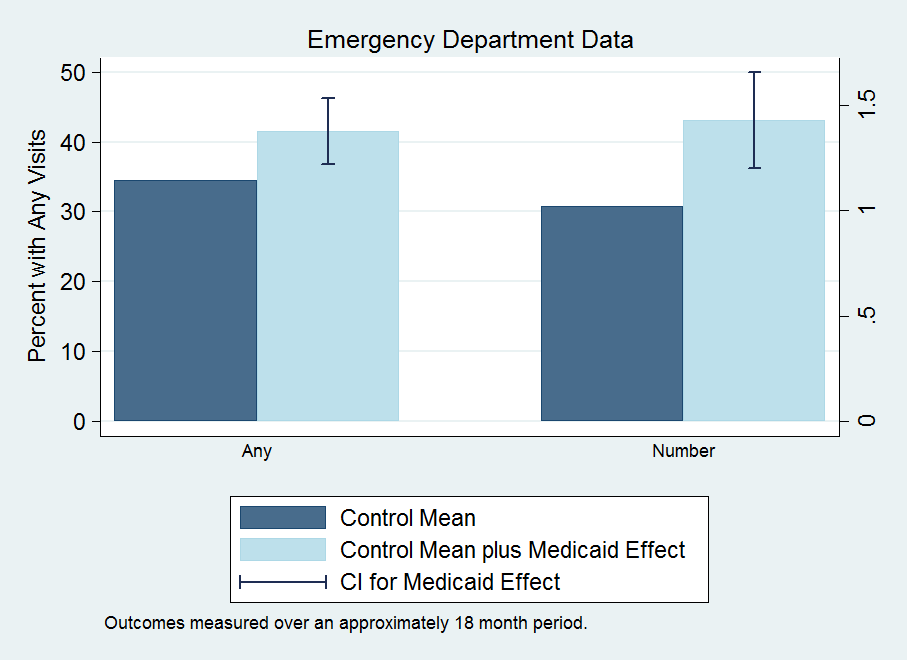 Emergency Department Data
Percent with Any Visits
50
40
30
20
10
0
1.5
1
.5
0
Any
Number
Control Mean
Control Mean plus Medicaid Effect
CI for Medicaid Effect
Outcomes measured over an approximately 18 month period.